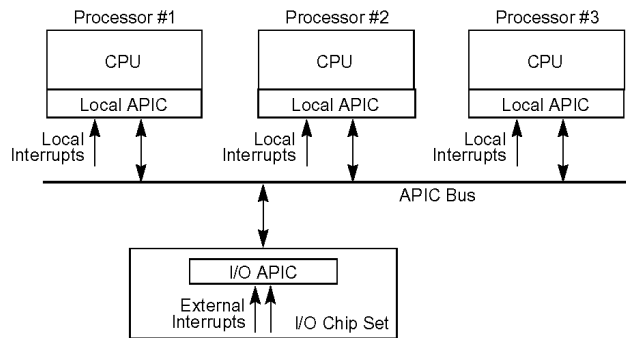 Processor #1
Processor #2
Processor #3
CPU
CPU
CPU
Local APIC
Local APIC
Local APIC
Local
Interrupts
Local
Interrupts
Local
Interrupts
APIC Bus
I/O APIC
External
Interrupts
I/O Chip Set